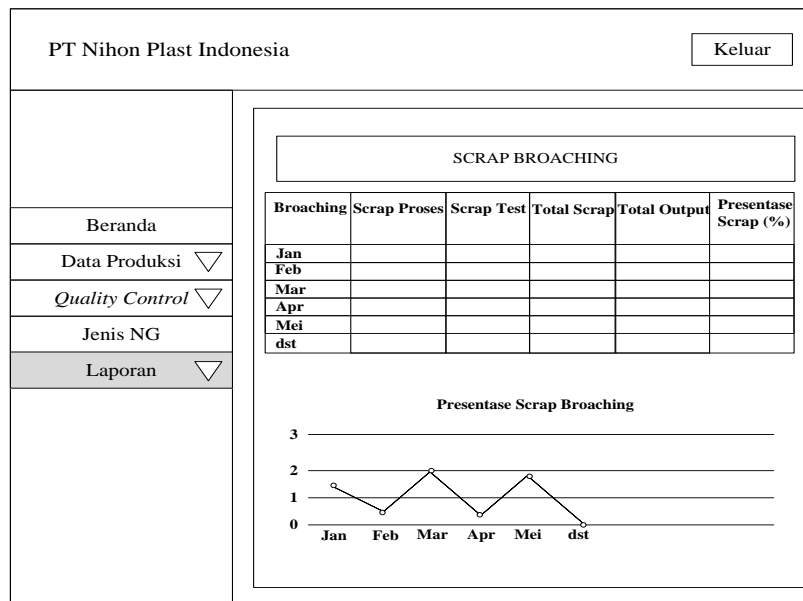 PT Nihon Plast Indonesia
Keluar
Beranda
Data Produksi
Quality Control
Jenis NG
Laporan
SCRAP BROACHING
Broaching Scrap Proses Scrap Test Total Scrap Total Output Presentase
Scrap (%)
Jan
Feb
Mar
Apr
Mei
dst
Presentase Scrap Broaching
3
2
1
0
Jan Feb Mar Apr Mei dst